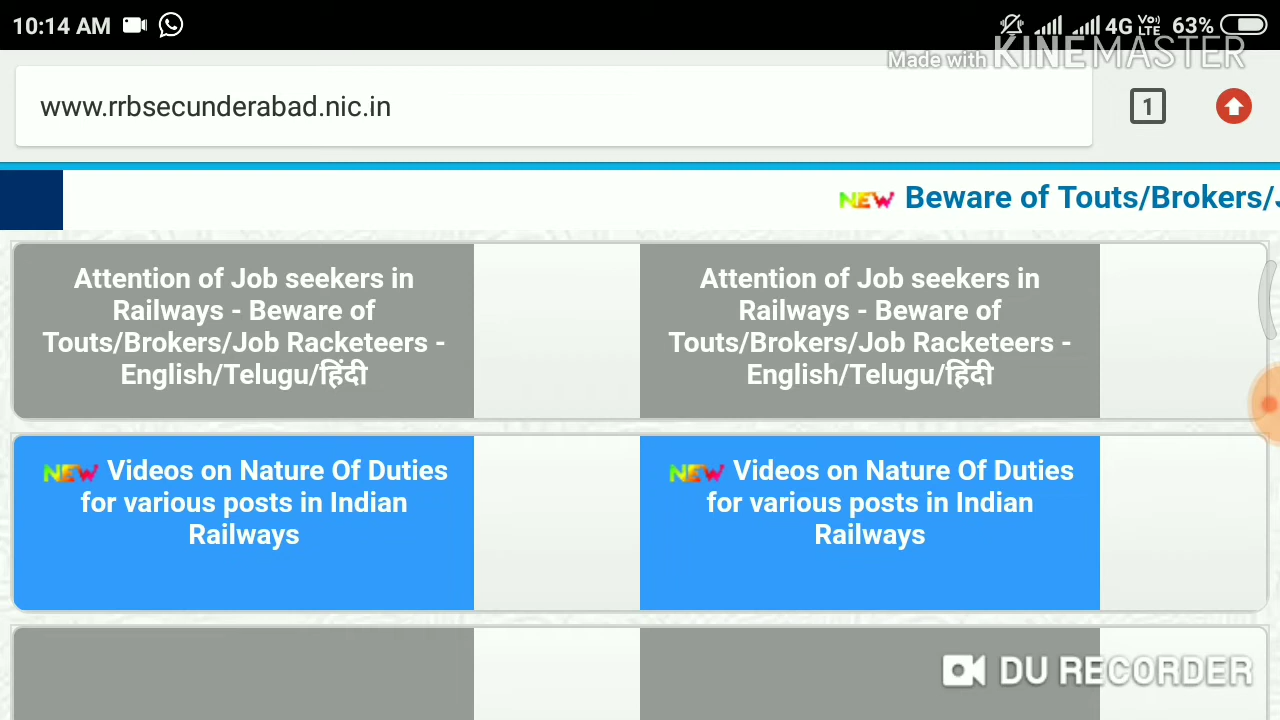 10:14 AM
4G Vo) LTE 63%
Made with KINEMASTER
www.rrbsecunderabad.nic.in
1
NEW Beware of Touts/Brokers/J
Attention of Job seekers in
Railways - Beware of
Touts/Brokers/Job Racketeers -
English/Telugu/हिंदी
Attention of Job seekers in
Railways - Beware of
Touts/Brokers/Job Racketeers -
English/Telugu/हिंदी
NEW Videos on Nature Of Duties
for various posts in Indian
Railways
NEW Videos on Nature Of Duties
for various posts in Indian
Railways
DU RECORDER